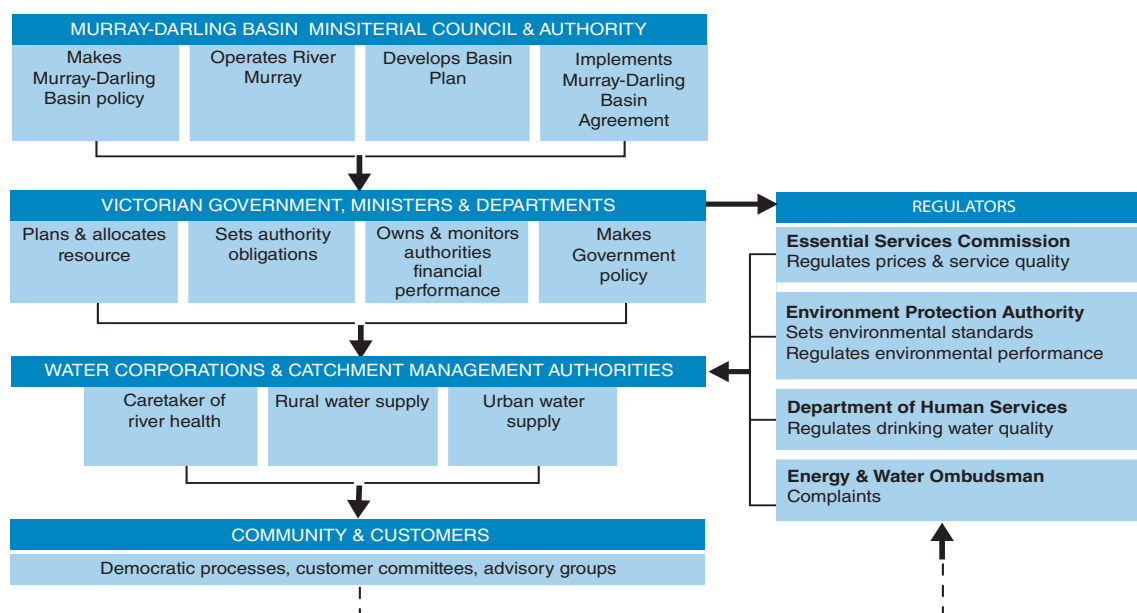 MURRAY-DARLING BASIN MINSITERIAL COUNCIL & AUTHORITY
Makes
Murray-Darling
Basin policy
Operates River
Murray
Develops Basin
Plan
Implements
Murray-Darling
Basin
Agreement
VICTORIAN GOVERNMENT, MINISTERS & DEPARTMENTS
Plans & allocates
resource
Sets authority
obligations
Owns & monitors
authorities
financial
performance
Makes
Government
policy
WATER CORPORATIONS & CATCHMENT MANAGEMENT AUTHORITIES
Caretaker of
river health
Rural water supply
Urban water
supply
COMMUNITY & CUSTOMERS
Democratic processes, customer committees, advisory groups
REGULATORS
Essential Services Commission
Regulates prices & service quality
Environment Protection Authority
Sets environmental standards
Regulates environmental performance
Department of Human Services
Regulates drinking water quality
Energy & Water Ombudsman
Complaints